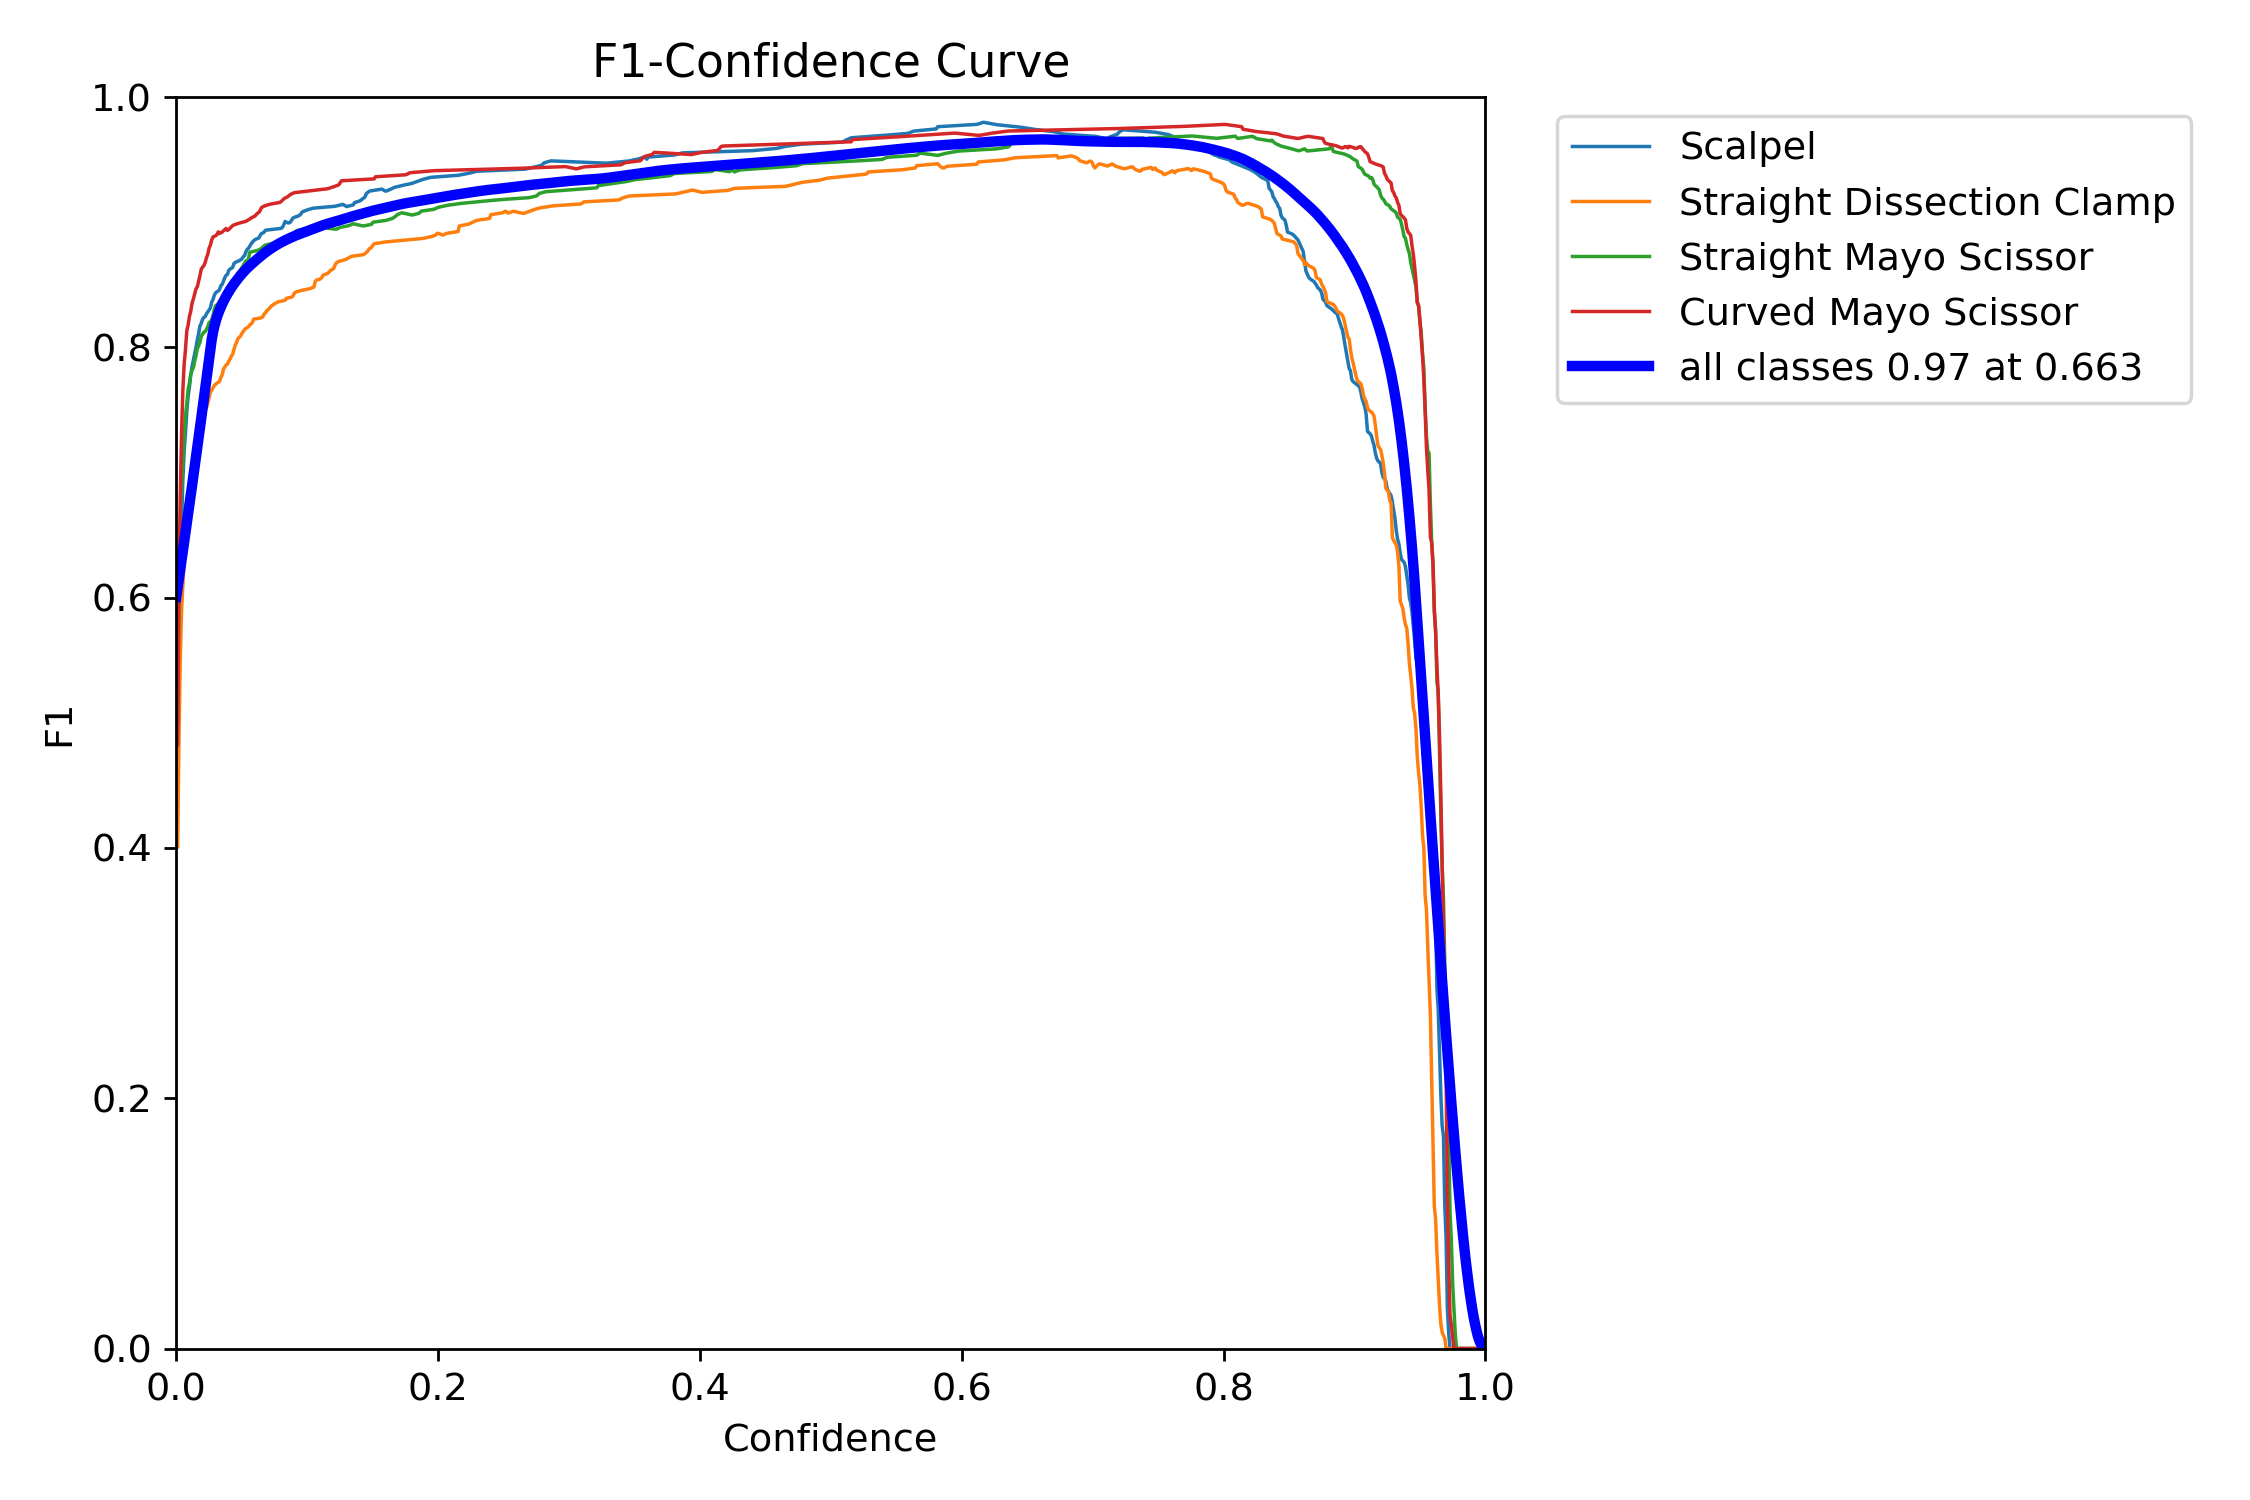 F1-Confidence Curve
1.0
0.8
0.6
0.4
0.2
0.0
F1
0.0 0.2 0.4 0.6 0.8 1.0
Confidence
Scalpel
Straight Dissection Clamp
Straight Mayo Scissor
Curved Mayo Scissor
all classes 0.97 at 0.663